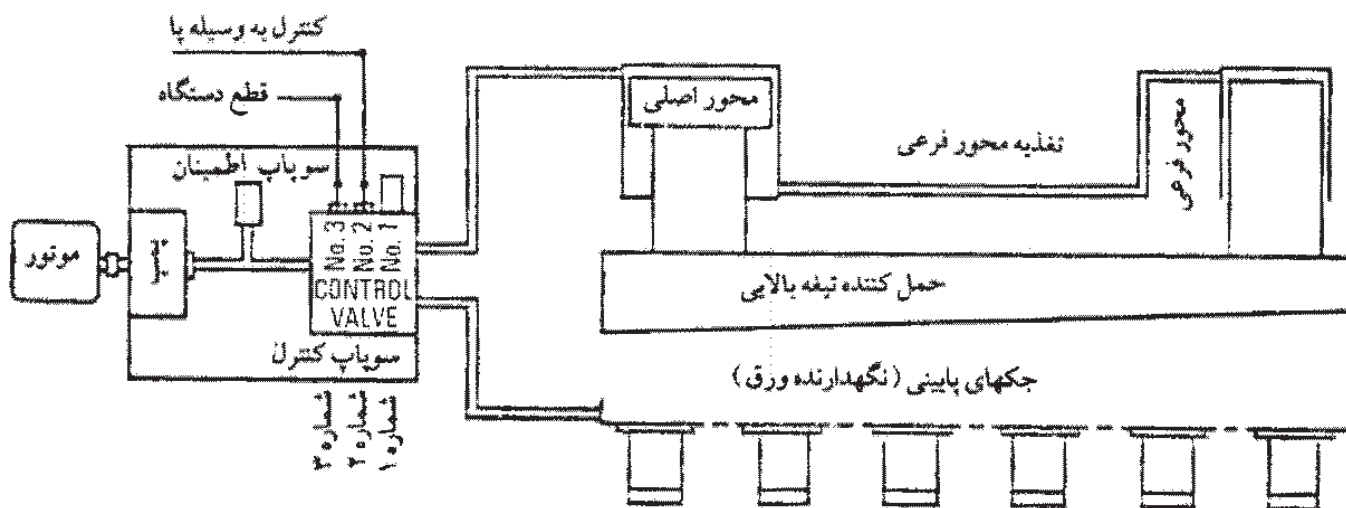 کنترل به وسیله پا
قطع دستگاه
سوپاپ اطمینان
موتور
پمپ
No. 3
No. 2
No. 1
CONTROL
VALVE
سوپاپ کنترل
شماره ۳
شماره ۲
شماره ۱
محور اصلی
تغذیه محور فرعی
محور فرعی
حمل کننده تیغه بالایی
جکهای پایینی (نگهدارنده ورق)